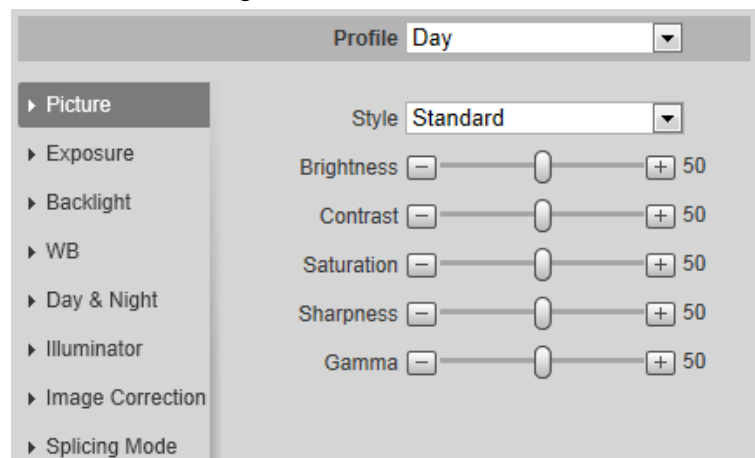 Profile Day
Picture
Style Standard
Exposure
Brightness 50
Backlight
Contrast 50
WB
Saturation 50
Day & Night
Sharpness 50
Illuminator
Gamma 50
Image Correction
Splicing Mode